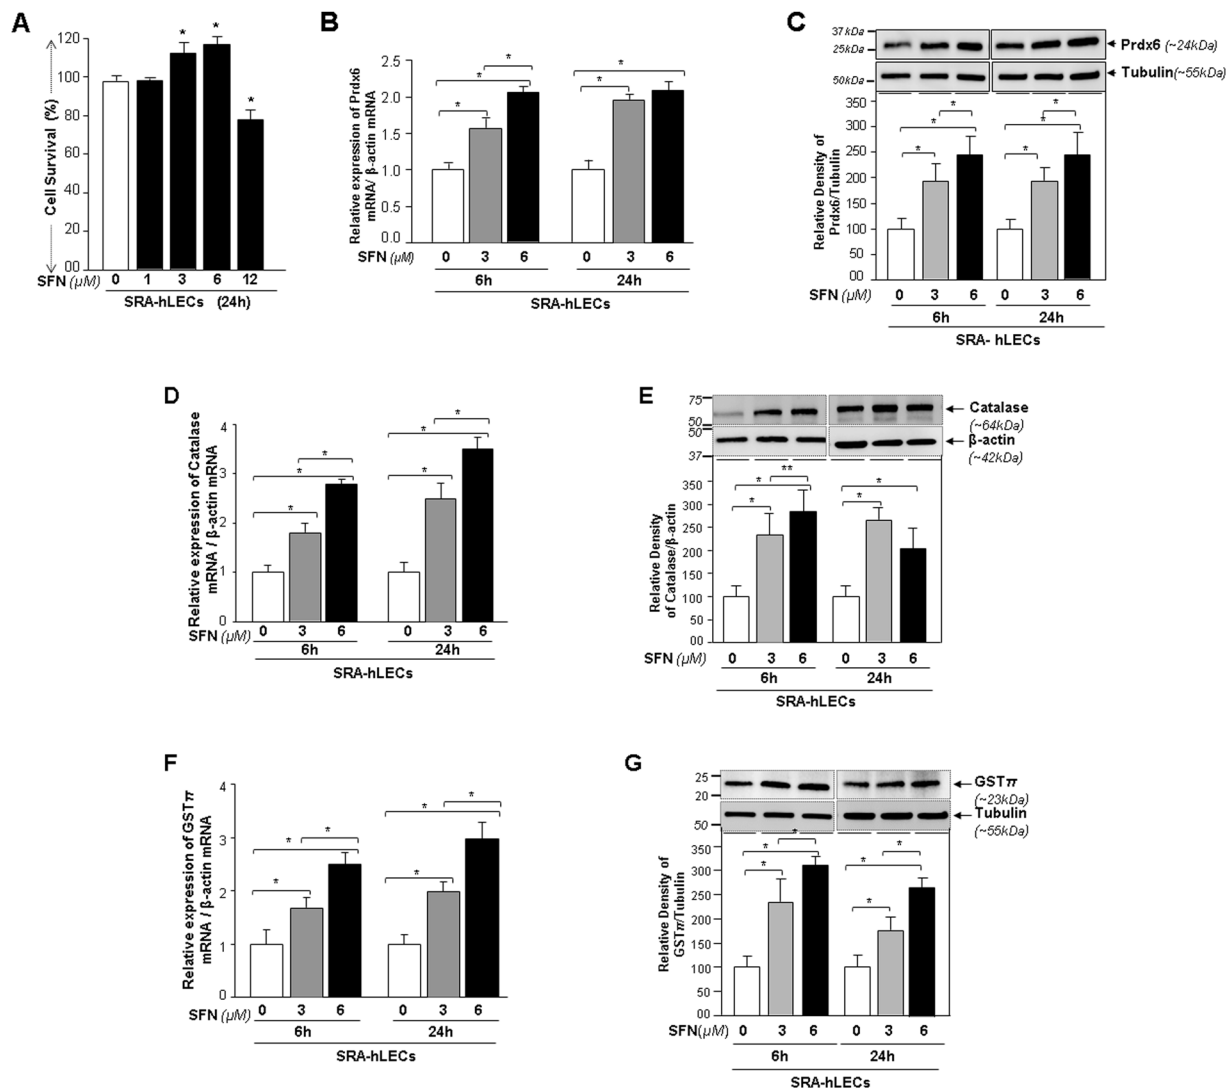 A
Cell Survival (%)
120
100
80
60
40
20
00
* * *
SFN (µM) 0 1 3 6 12
SRA-hLECs (24h)
B
Relative expression of Prdx6
mRNA/ β-actin mRNA
2.5
2.0
1.5
1.0
0.5
0.0
* * * * *
SFN (µM) 0 3 6 0 3 6
6h 24h
SRA-hLECs
C
37 kDa
25kDa
50kDa
Prdx6 (~24kDa)
Tubulin(~55kDa)
Relative Density of
Prdx6/Tubulin
350
300
250
200
150
100
50
00
* * * * * *
SFN (µM) 0 3 6 0 3 6
6h 24h
SRA- hLECs
D
Relative expression of Catalase
mRNA / β-actin mRNA
4
3
2
1
0
* * * * * *
SFN (µM) 0 3 6 0 3 6
6h 24h
SRA-hLECs
E
75
50
50
37
Catalase
(~64kDa)
ß-actin
(~42kDa)
Relative Density
of Catalase/ß-actin
350
300
250
200
150
100
50
00
* * ** * *
SFN (µM) 0 3 6 0 3 6
6h 24h
SRA-hLECs
F
Relative expression of GSTπ
mRNA / β-actin mRNA
4
3
2
1
0
* * * * * *
SFN (µM) 0 3 6 0 3 6
6h 24h
SRA-hLECs
G
25
20
50
GSTπ
(~23kDa)
Tubulin
(~55kDa)
Relative Density of
GSTπ/Tubulin
350
300
250
200
150
100
50
00
* * * * * *
SFN(µM) 0 3 6 0 3 6
6h 24h
SRA-hLECs